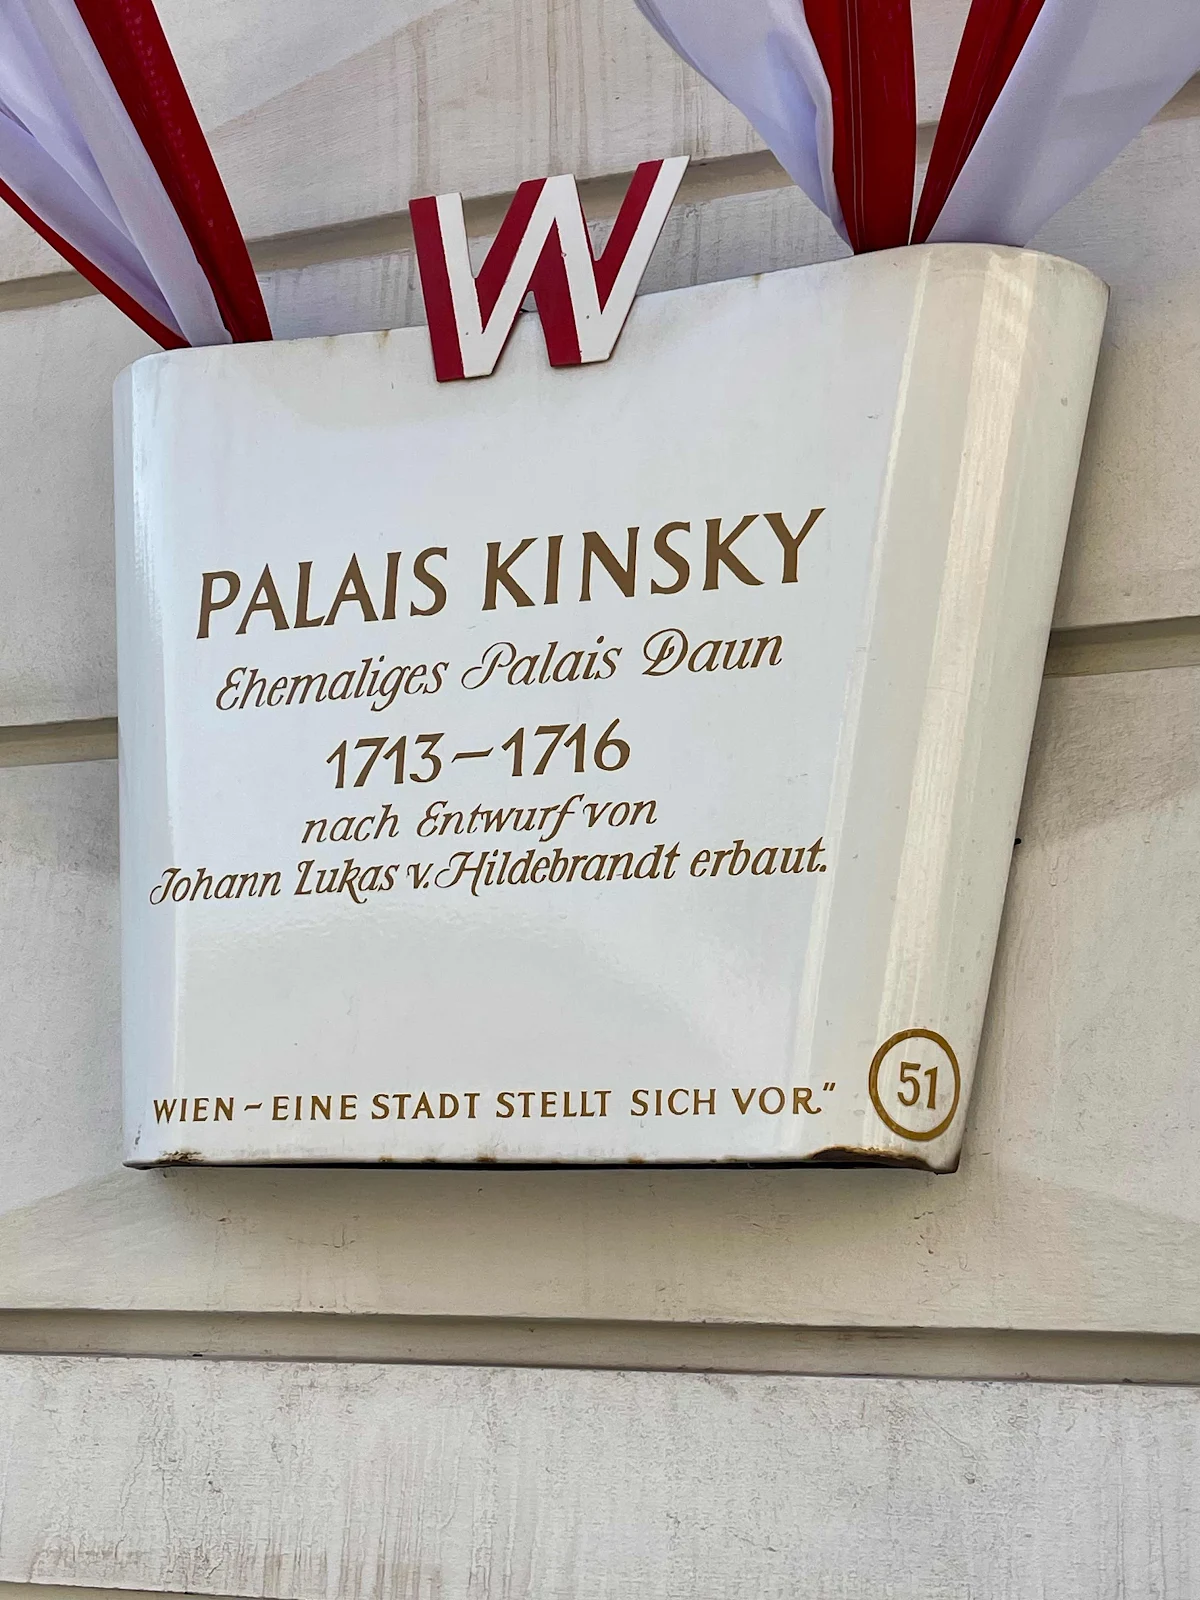 W
PALAIS KINSKY
Ehemaliges Palais Daun
1713–1716
nach Entwurf von
Johann Lukas v. Hildebrandt erbaut.
WIEN – EINE STADT STELLT SICH VOR."
51